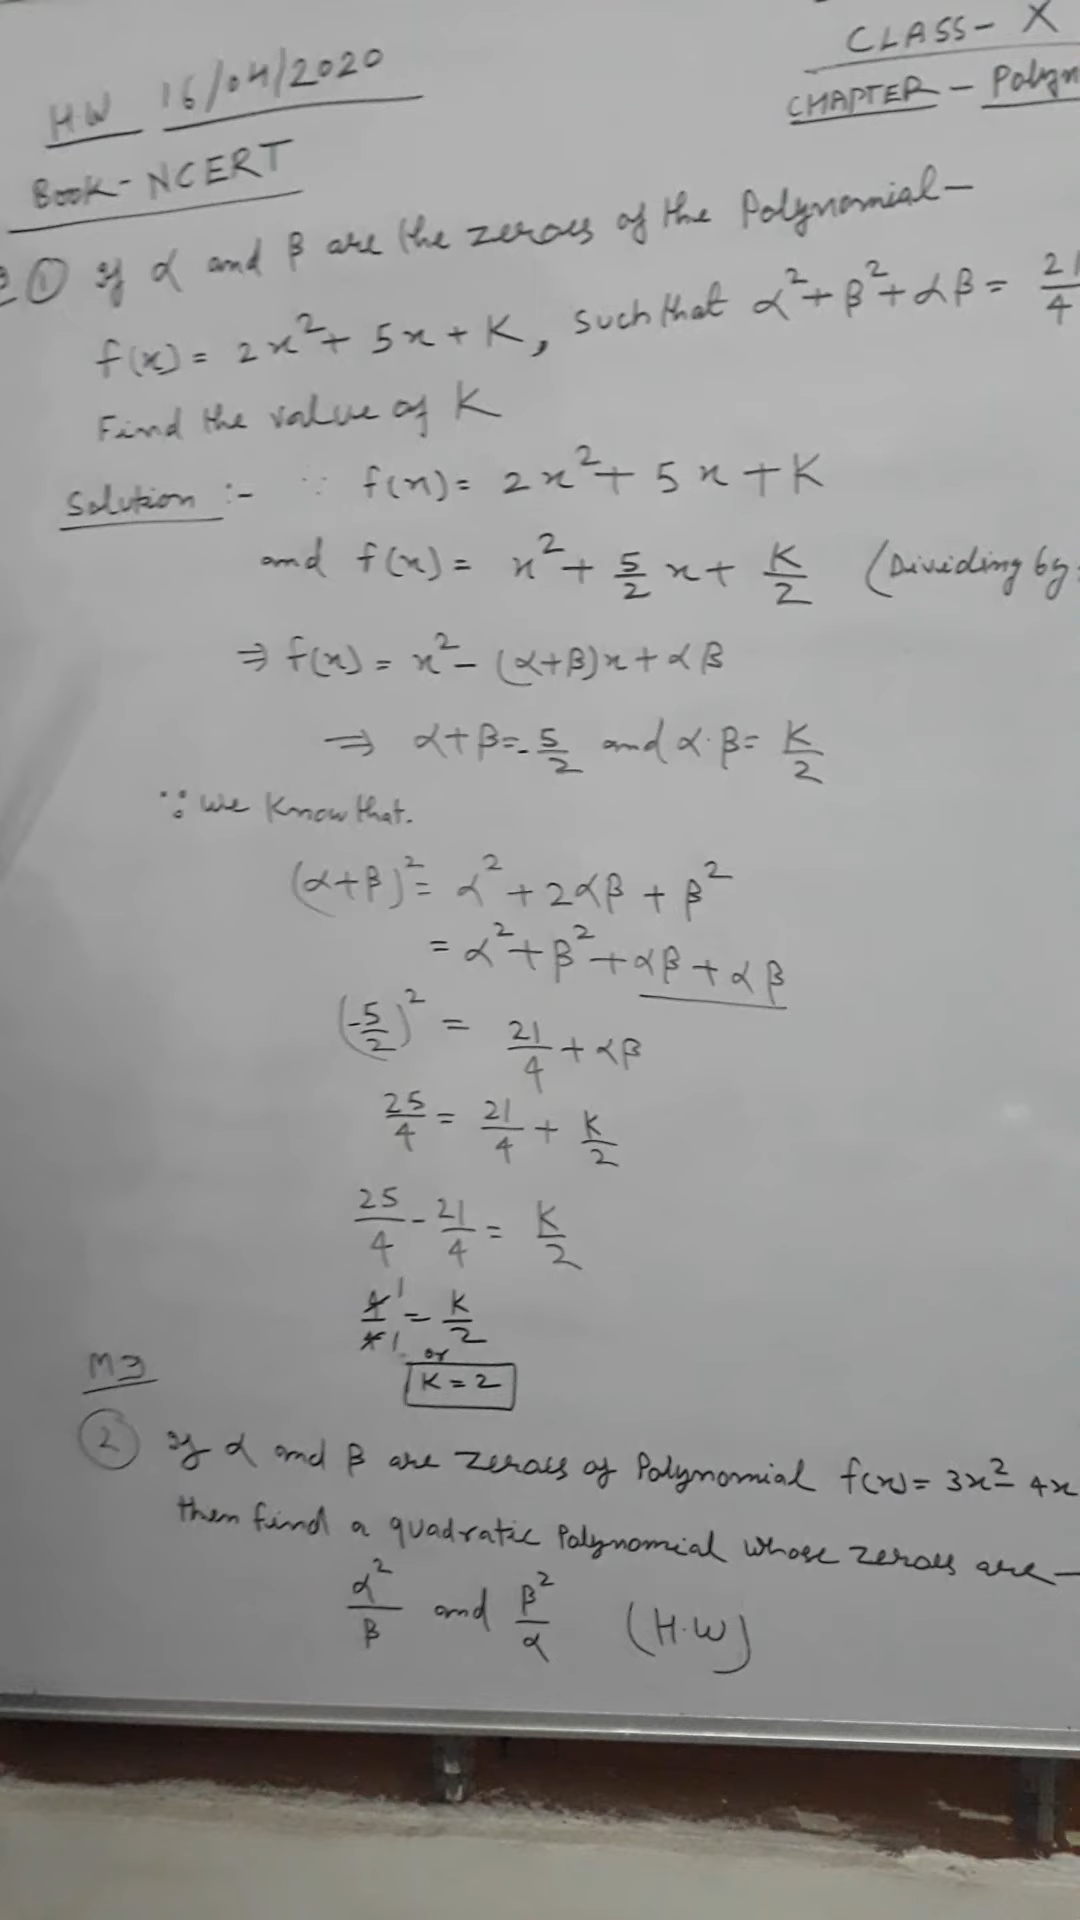 CLASS- X
HW 16/04/2020
CHAPTER -
Book - NCERT
① If α and β are the zeroes of the Polynomial -
f(x) = 2x² + 5x + K, such that α² + β² + αβ = 21/4
Find the value of K
Solution :- ∵ f(x) = 2x² + 5x + K
and f(x) = x² + 5/2 x + K/2 (Dividing by
⇒ f(x) = x² - (α+β)x + αβ
⇒ α+β = -5/2 and α·β = K/2
∵ we know that.
(α+β)² = α² + 2αβ + β²
= α² + β² + αβ + αβ
(-5/2)² = 21/4 + αβ
25/4 = 21/4 + K/2
25/4 - 21/4 = K/2
4/4 1/1 = K/2
or
K = 2
② If α and β are zeroes of Polynomial f(x) = 3x² - 4x
then find a quadratic Polynomial whose zeroes are -
α²/β and β²/α (H.W)